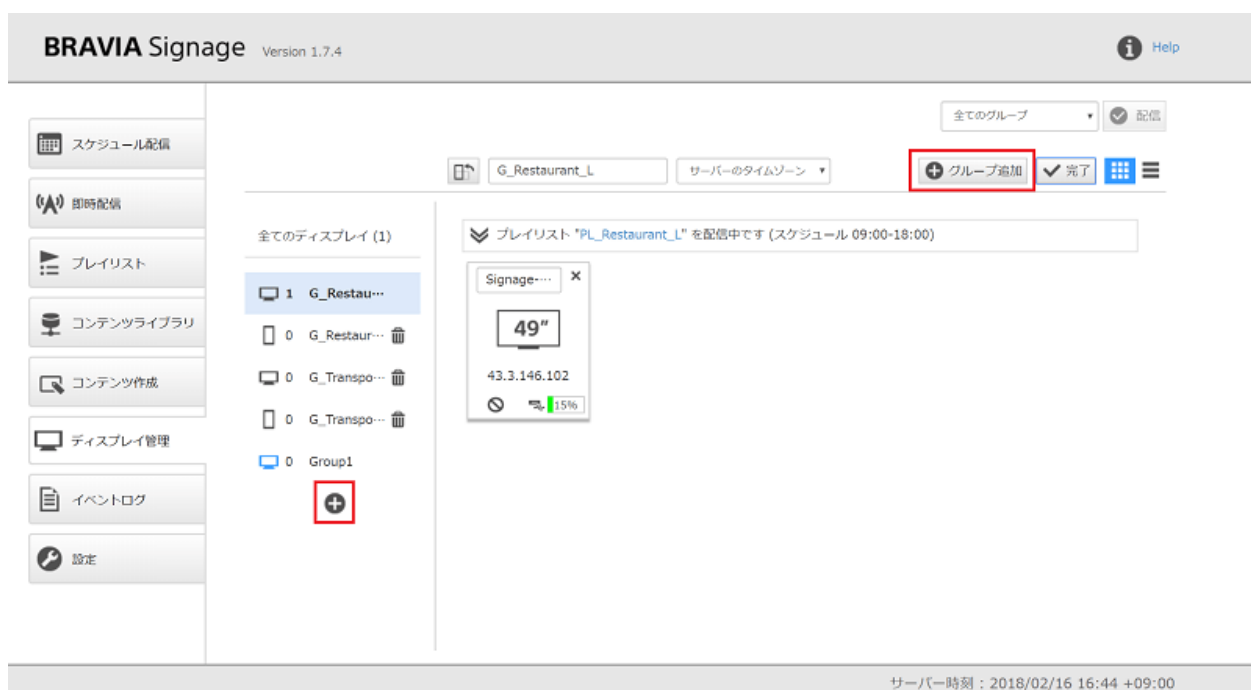 BRAVIA Signage Version 1.7.4
Help
全てのグループ
配信
スケジュール配信
G_Restaurant_L
サーバーのタイムゾーン
グループ追加
完了
即時配信
全てのディスプレイ (1)
プレイリスト "PL_Restaurant_L" を配信中です (スケジュール 09:00-18:00)
プレイリスト
Signage-…
1 G_Restau…
コンテンツライブラリ
49"
0 G_Restaur…
0 G_Transpo…
43.3.146.102
コンテンツ作成
15%
0 G_Transpo…
ディスプレイ管理
0 Group1
イベントログ
設定
サーバー時刻 : 2018/02/16 16:44 +09:00